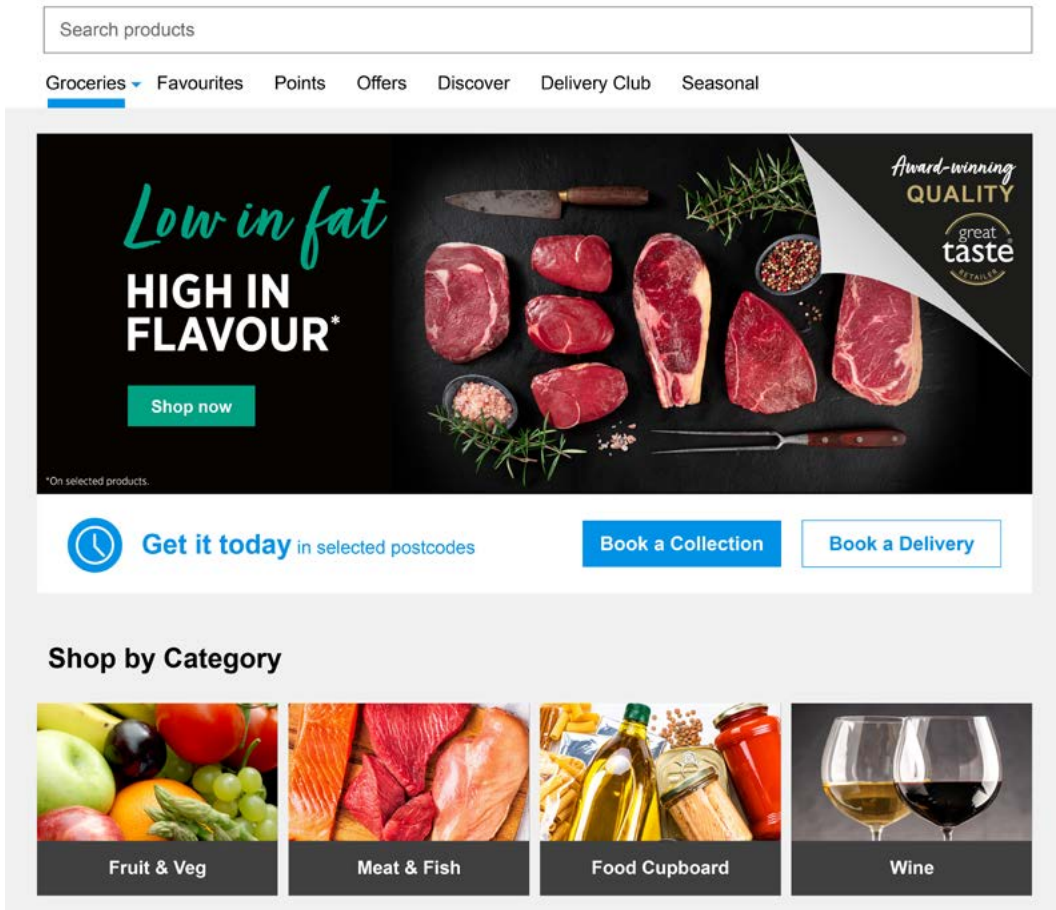 Search products
Groceries Favourites Points Offers Discover Delivery Club Seasonal
Low in fat
HIGH IN
FLAVOUR*
Shop now
*On selected products.
Award-winning
QUALITY
great
taste®
RETAILER
Get it today in selected postcodes
Book a Collection
Book a Delivery
Shop by Category
Fruit & Veg
Meat & Fish
Food Cupboard
Wine